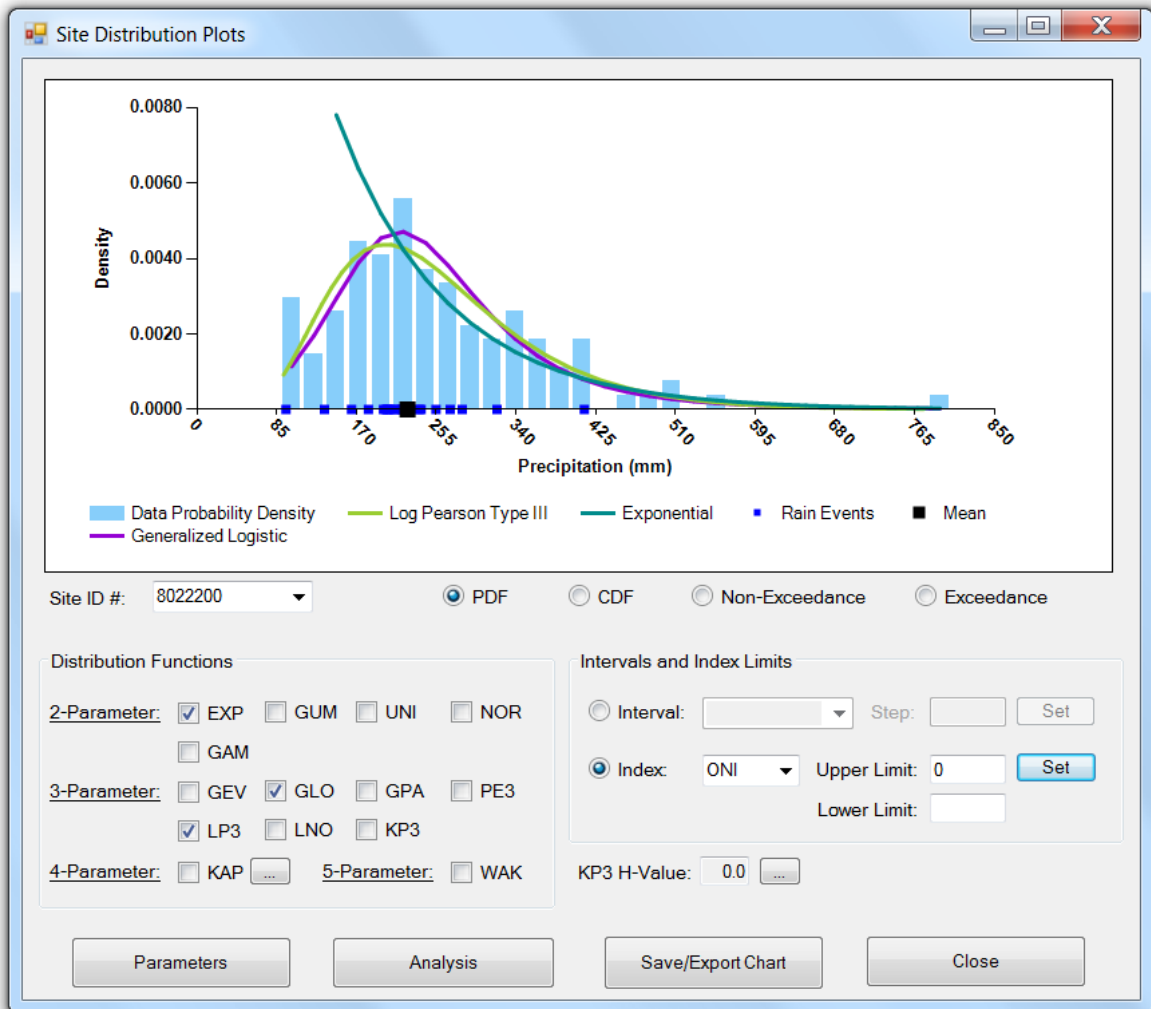 Site Distribution Plots
0.0080
0.0060
0.0040
0.0020
0.0000
Density
0 85 170 255 340 425 510 595 680 765 850
Precipitation (mm)
Data Probability Density Log Pearson Type III Exponential Rain Events Mean
Generalized Logistic
Site ID #: 8022200 PDF CDF Non-Exceedance Exceedance
Distribution Functions
2-Parameter: EXP GUM UNI NOR
GAM
3-Parameter: GEV GLO GPA PE3
LP3 LNO KP3
4-Parameter: KAP ... 5-Parameter: WAK
Intervals and Index Limits
Interval: Step: Set
Index: ONI Upper Limit: 0 Set
Lower Limit:
KP3 H-Value: 0.0 ...
Parameters Analysis Save/Export Chart Close